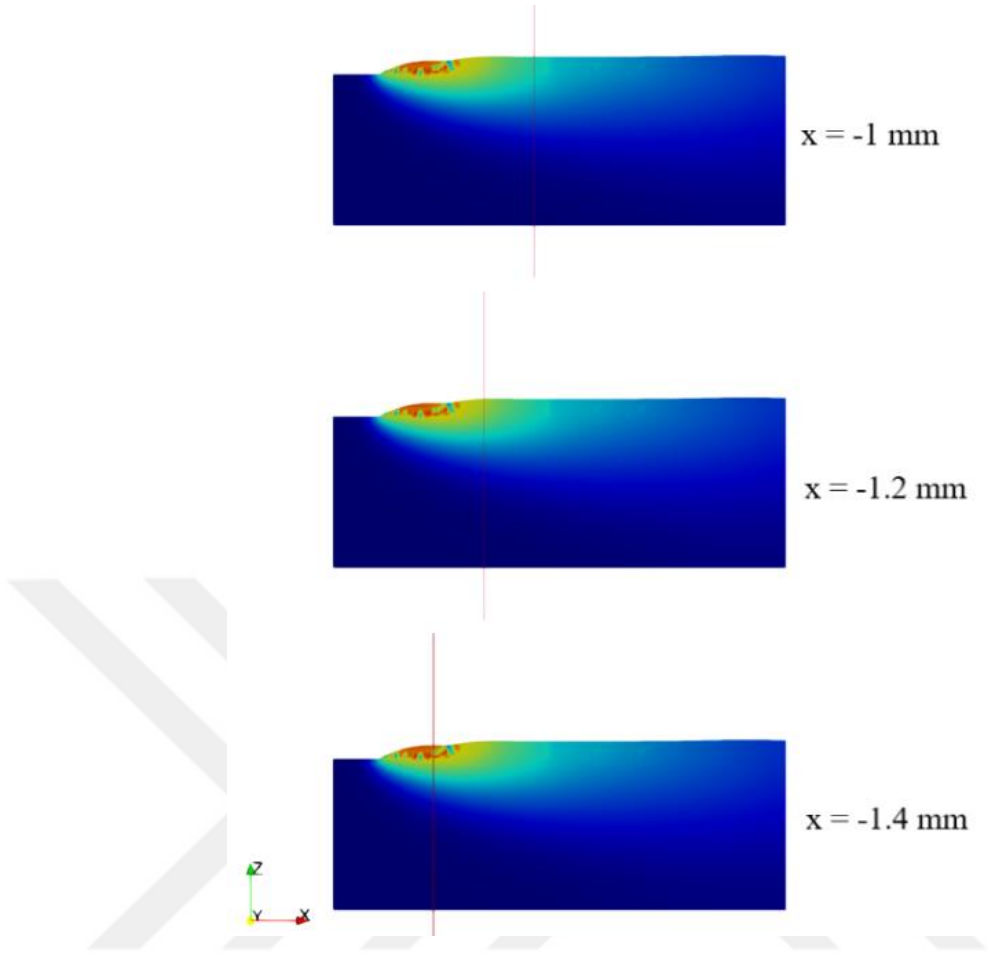 x = -1 mm
x = -1.2 mm
x = -1.4 mm
Z
Y
X